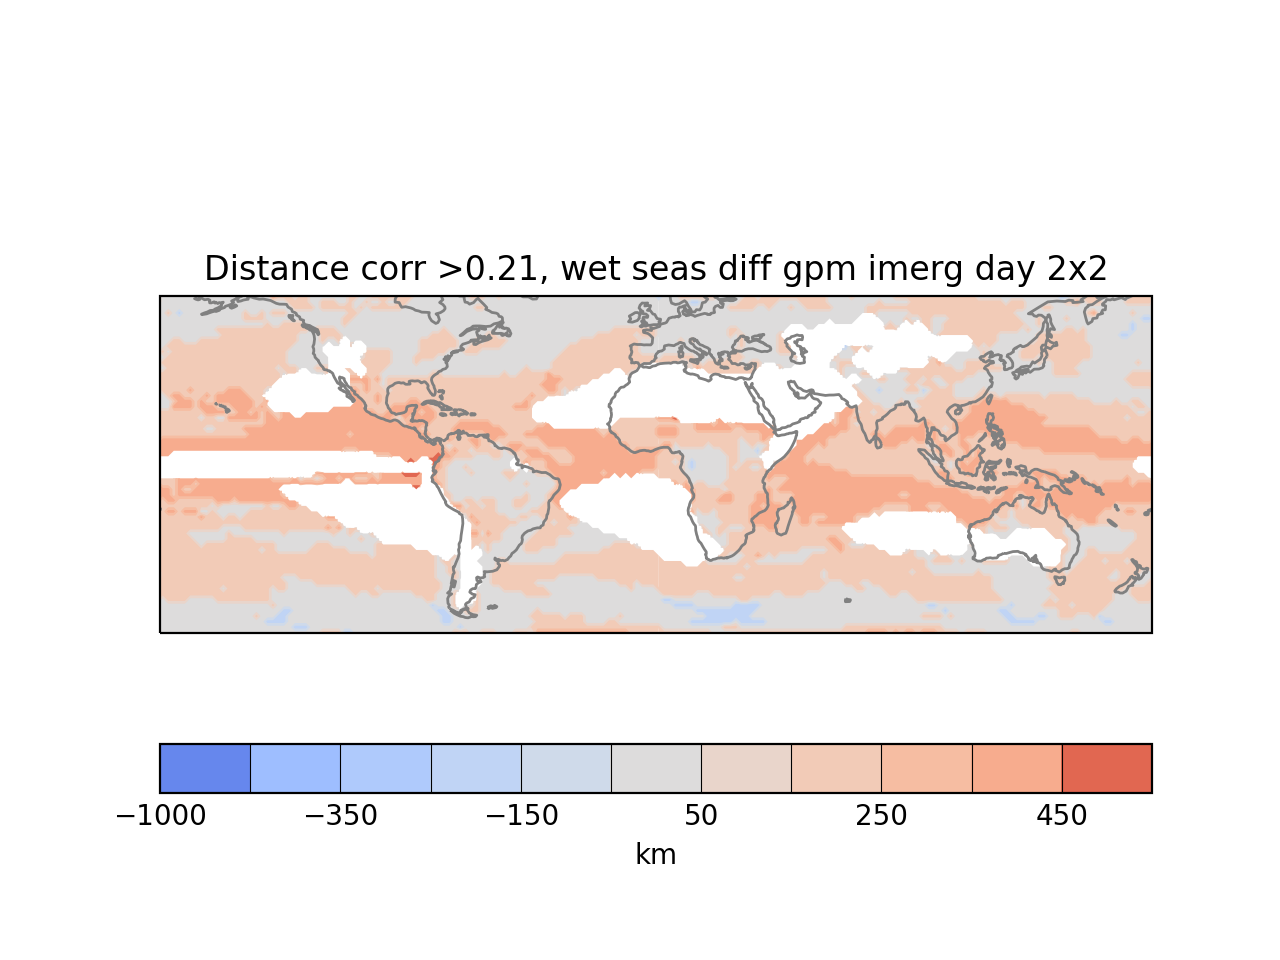 Distance corr >0.21, wet seas diff gpm imerg day 2x2
−1000 −350 −150 50 250 450
km